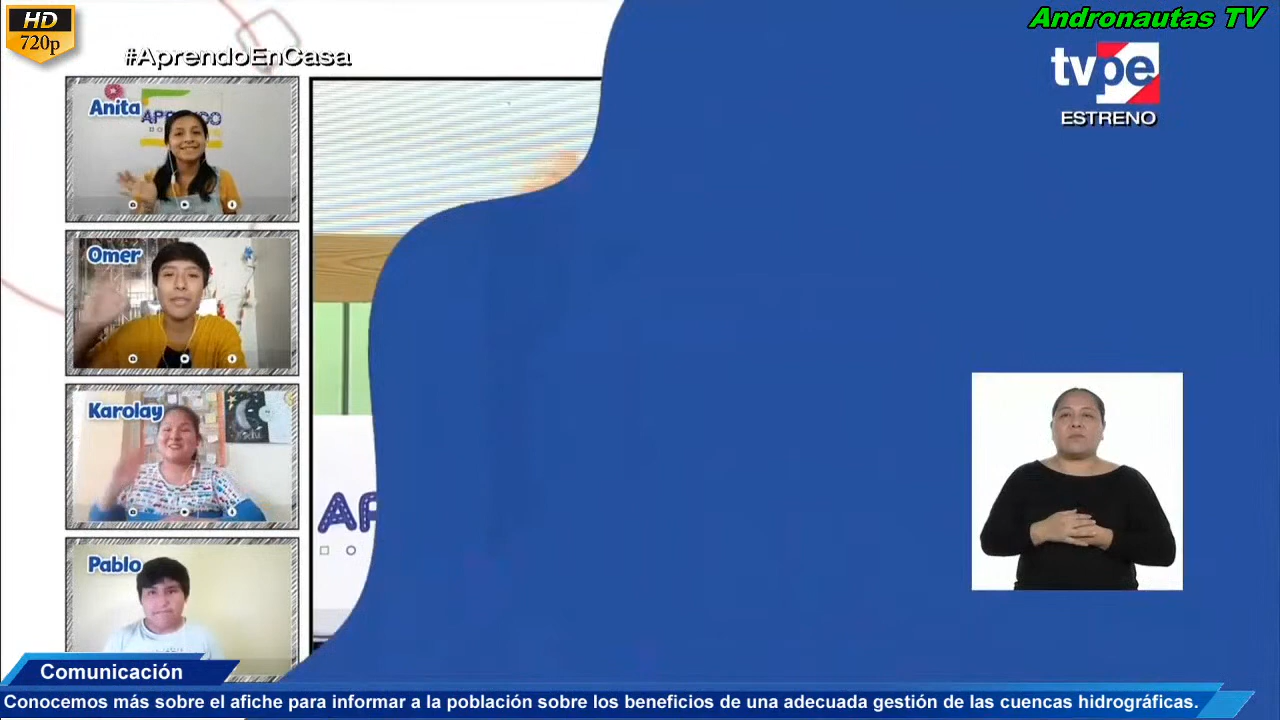 HD
720p
Andronautas TV
#AprendoEnCasa
tvpe
ESTRENO
Anita
Omer
Karolay
Pablo
AP
Comunicación
Conocemos más sobre el afiche para informar a la población sobre los beneficios de una adecuada gestión de las cuencas hidrográficas.